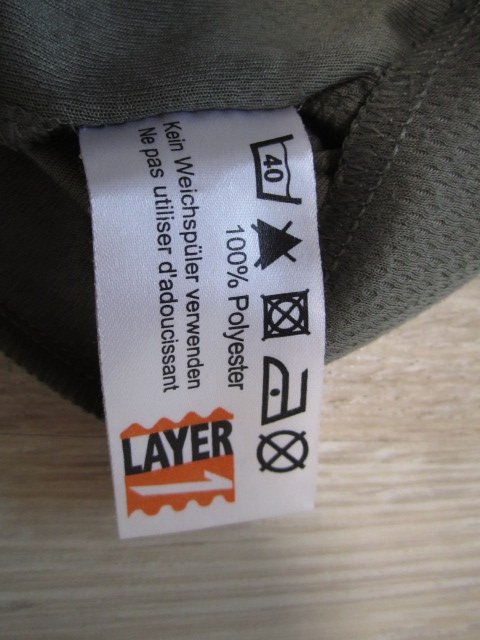 40
100% Polyester
Kein Weichspüler verwenden
Ne pas utiliser d'adoucissant
LAYER
1